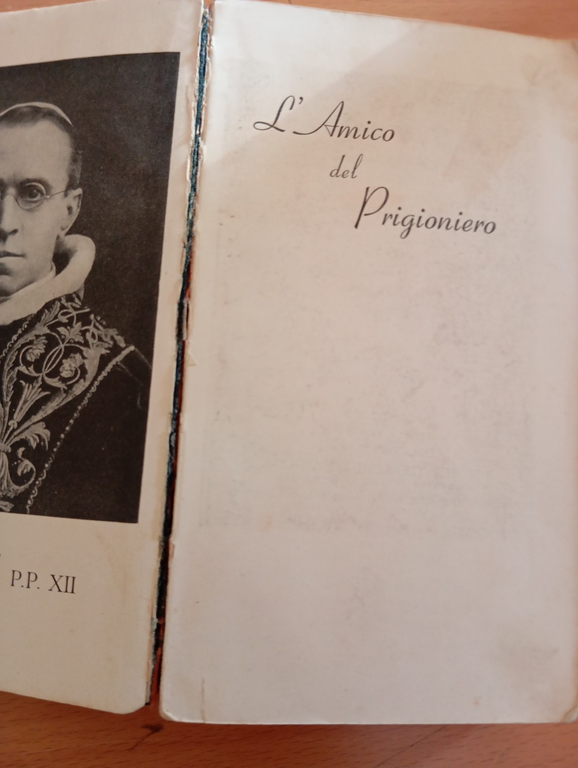 P.P. XII
L' Amico
del
Prigioniero